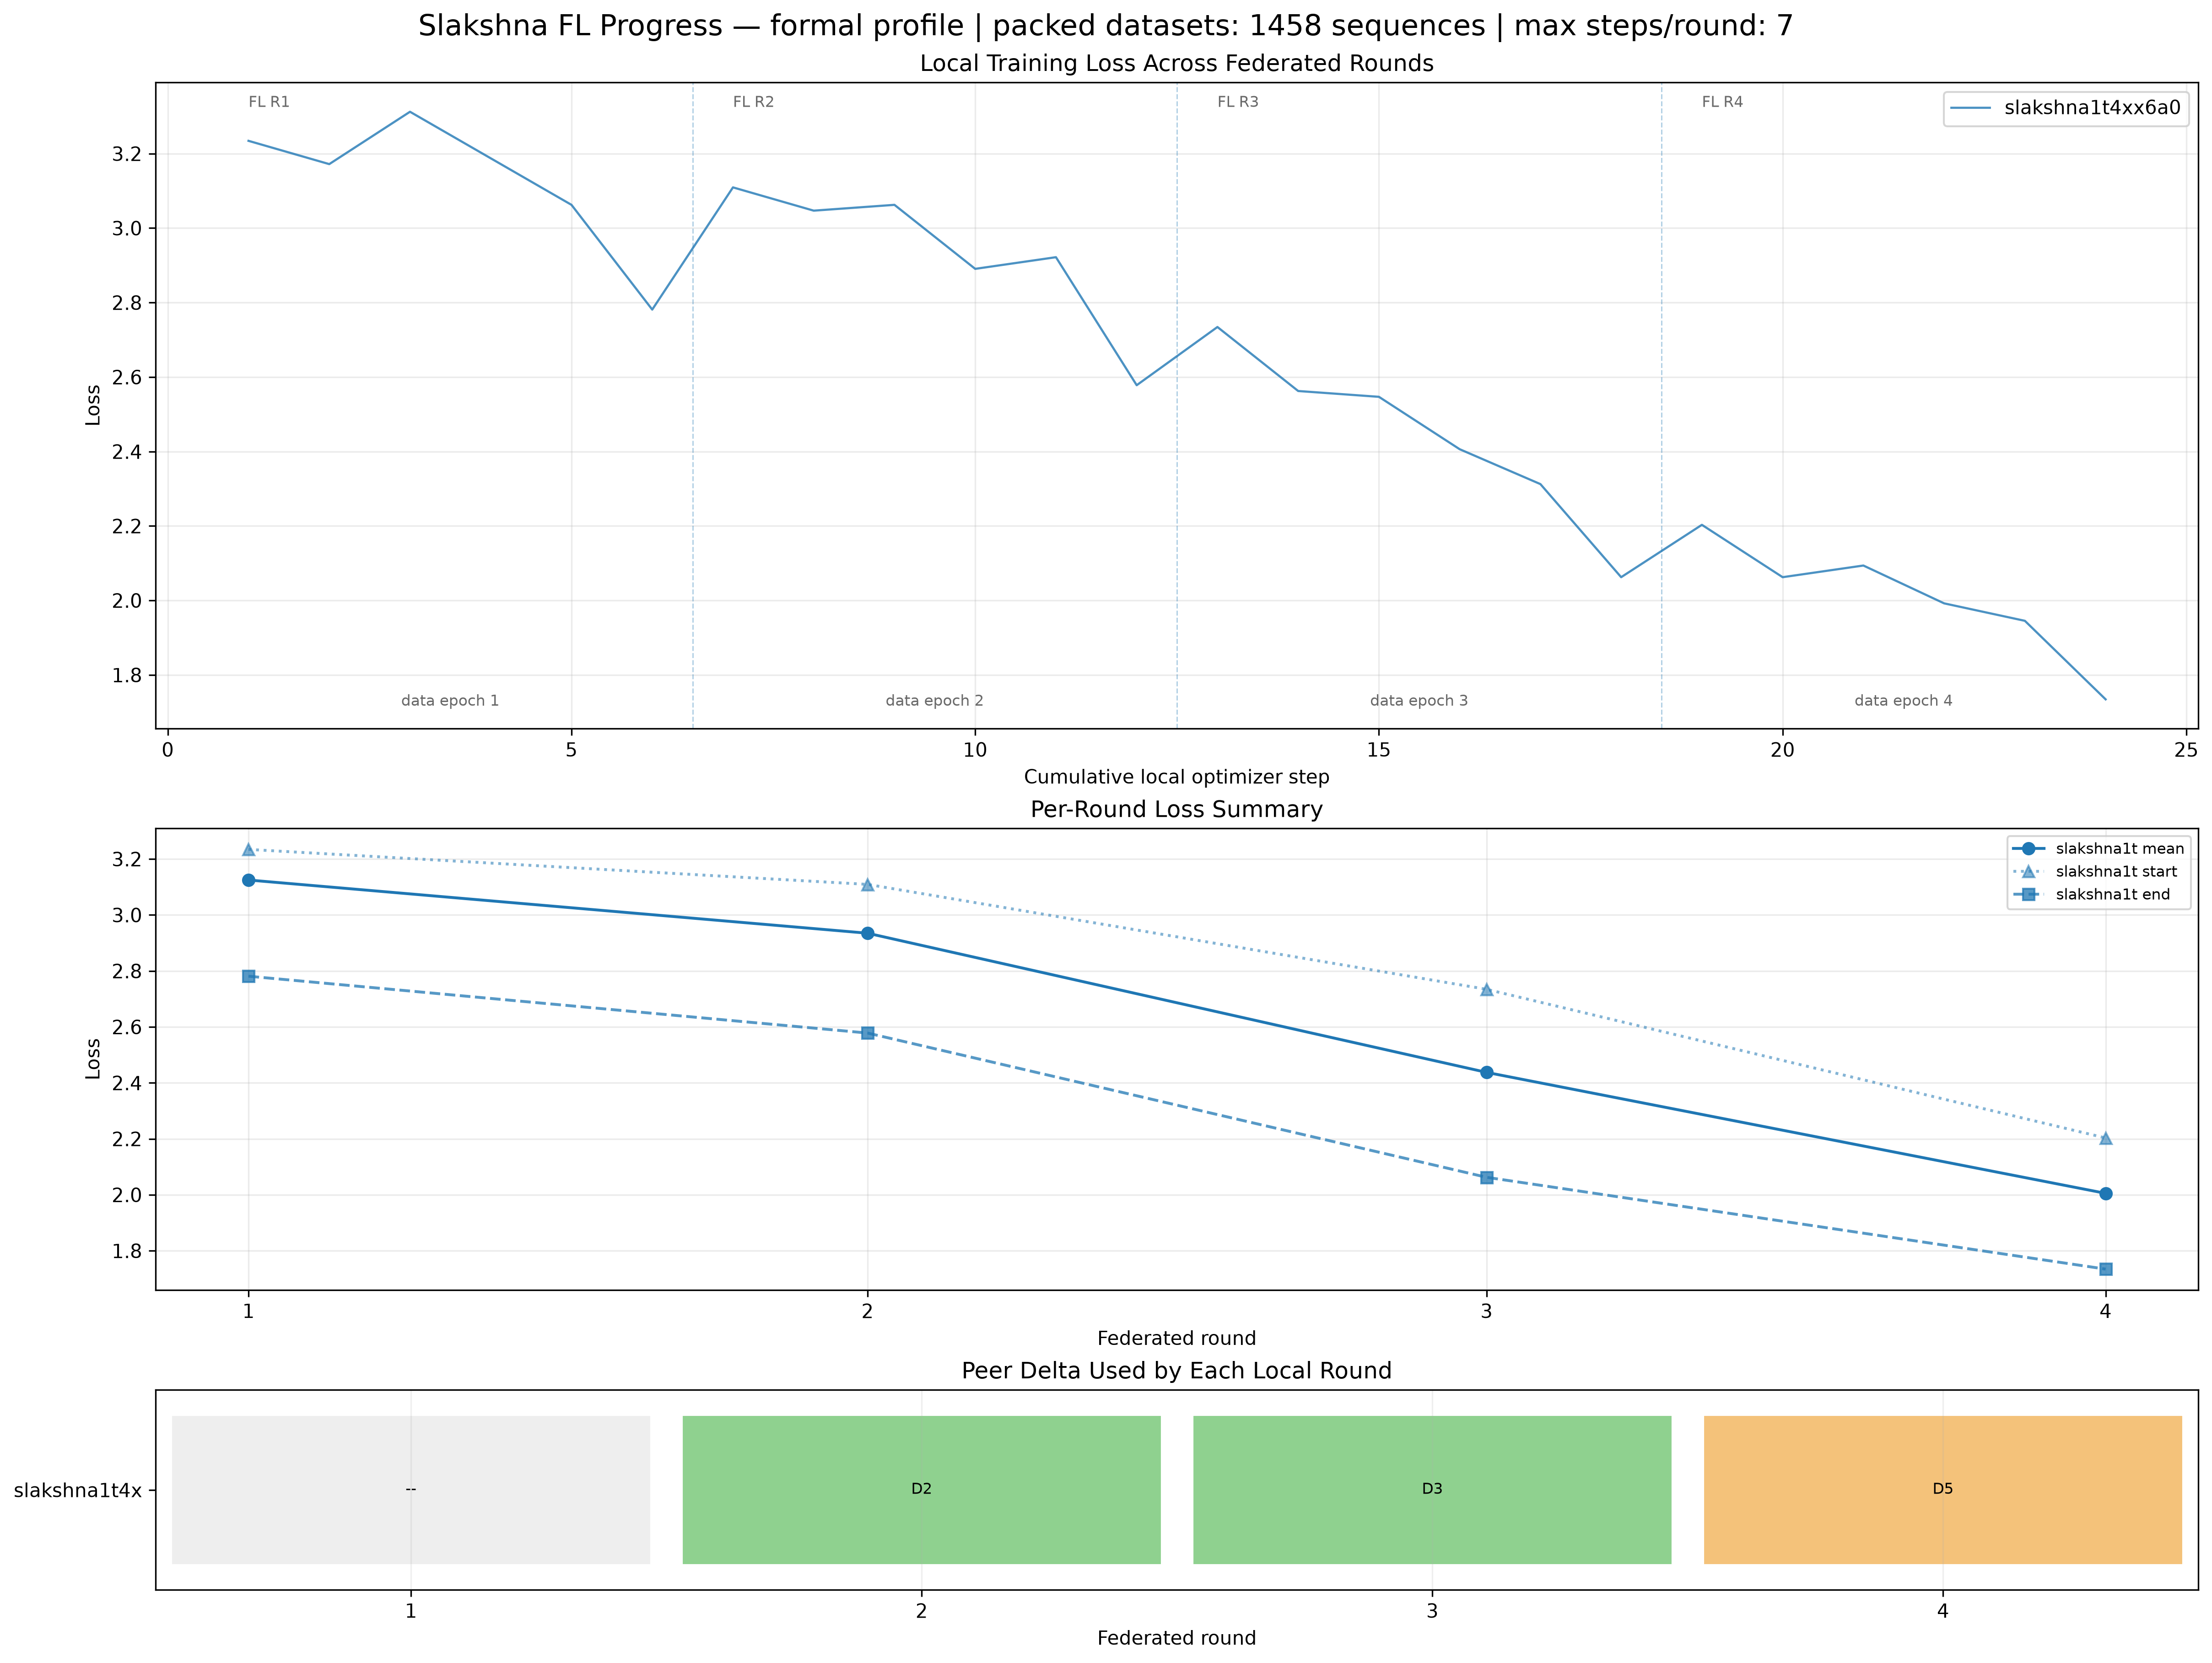 Slakshna FL Progress — formal profile | packed datasets: 1458 sequences | max steps/round: 7
Local Training Loss Across Federated Rounds
FL R1 FL R2 FL R3 FL R4
slakshna1t4xx6a0
3.2
3.0
2.8
2.6
2.4
2.2
2.0
1.8
Loss
data epoch 1 data epoch 2 data epoch 3 data epoch 4
0 5 10 15 20 25
Cumulative local optimizer step
Per-Round Loss Summary
slakshna1t mean
slakshna1t start
slakshna1t end
3.2
3.0
2.8
2.6
2.4
2.2
2.0
1.8
Loss
1 2 3 4
Federated round
Peer Delta Used by Each Local Round
slakshna1t4x -- D2 D3 D5
1 2 3 4
Federated round